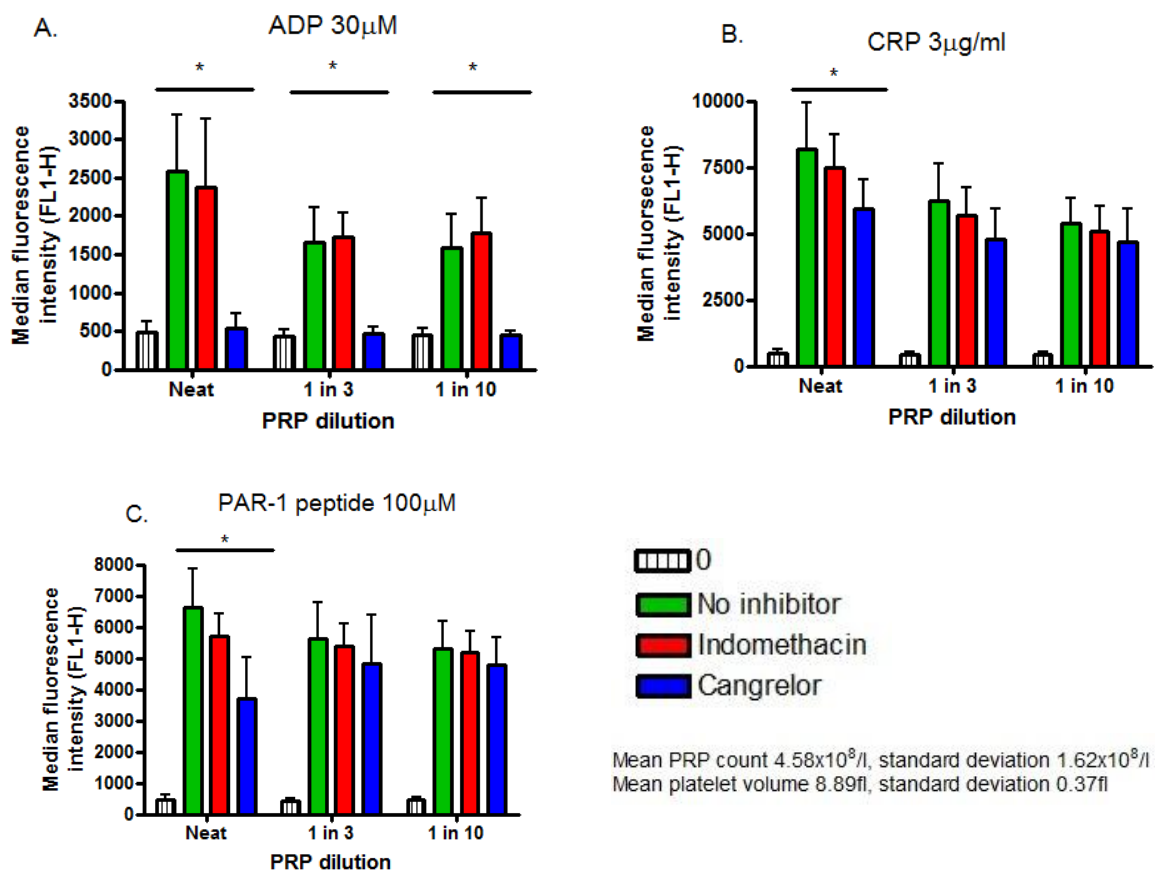 A.
ADP 30µM
*
*
*
Median fluorescence
intensity (FL1-H)
3500
3000
2500
2000
1500
1000
500
0
Neat
1 in 3
1 in 10
PRP dilution
B.
CRP 3µg/ml
*
Median fluorsecence
intensity (FL1-H)
10000
7500
5000
2500
0
Neat
1 in 3
1 in 10
PRP dilution
C.
PAR-1 peptide 100µM
*
Median fluorescence
intensity (FL1-H)
8000
7000
6000
5000
4000
3000
2000
1000
0
Neat
1 in 3
1 in 10
PRP dilution
0
No inhibitor
Indomethacin
Cangrelor
Mean PRP count 4.58x10⁸/l, standard deviation 1.62x10⁸/l
Mean platelet volume 8.89fl, standard deviation 0.37fl